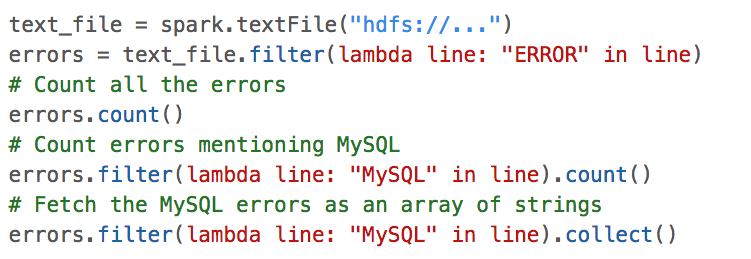 text_file = spark.textFile("hdfs://...")
errors = text_file.filter(lambda line: "ERROR" in line)
# Count all the errors
errors.count()
# Count errors mentioning MySQL
errors.filter(lambda line: "MySQL" in line).count()
# Fetch the MySQL errors as an array of strings
errors.filter(lambda line: "MySQL" in line).collect()